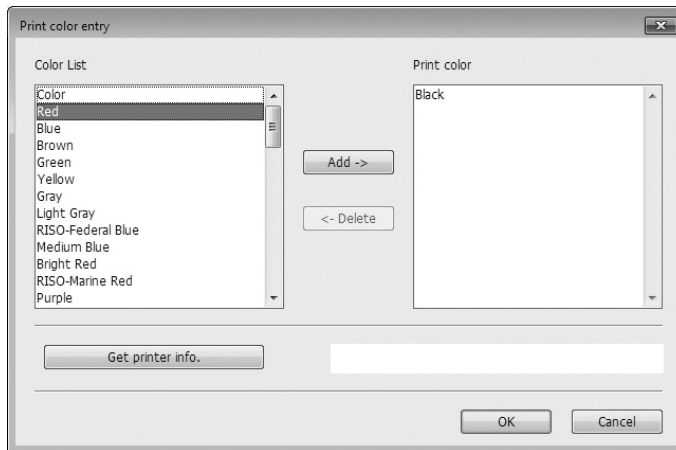 Print color entry
Color List
Print color
Color
Red
Blue
Brown
Green
Yellow
Gray
Light Gray
RISO-Federal Blue
Medium Blue
Bright Red
RISO-Marine Red
Purple
Black
Add ->
<- Delete
Get printer info.
OK
Cancel